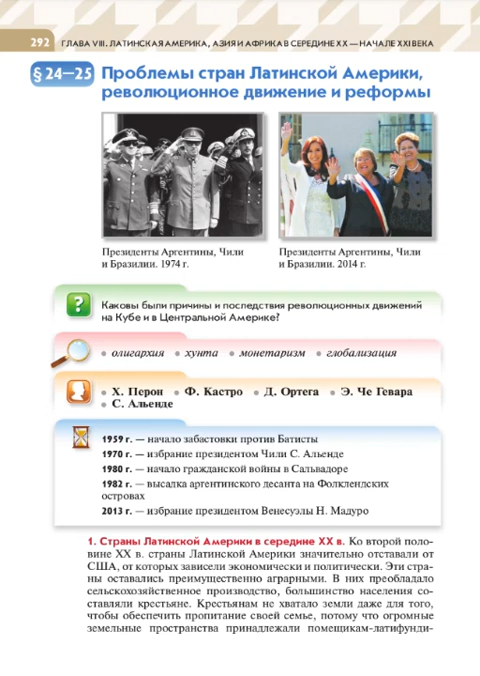 292 ГЛАВА VIII. ЛАТИНСКАЯ АМЕРИКА, АЗИЯ И АФРИКА В СЕРЕДИНЕ XX — НАЧАЛЕ XXI ВЕКА
§ 24—25 Проблемы стран Латинской Америки,
революционное движение и реформы
Президенты Аргентины, Чили
и Бразилии. 1974 г.
Президенты Аргентины, Чили
и Бразилии. 2014 г.
? Каковы были причины и последствия революционных движений
на Кубе и в Центральной Америке?
• олигархия • хунта • монетаризм • глобализация
• Х. Перон • Ф. Кастро • Д. Ортега • Э. Че Гевара
• С. Альенде
1959 г. — начало забастовки против Батисты
1970 г. — избрание президентом Чили С. Альенде
1980 г. — начало гражданской войны в Сальвадоре
1982 г. — высадка аргентинского десанта на Фолклендских
островах
2013 г. — избрание президентом Венесуэлы Н. Мадуро
1. Страны Латинской Америки в середине XX в. Ко второй поло-
вине XX в. страны Латинской Америки значительно отставали от
США, от которых зависели экономически и политически. Эти стра-
ны оставались преимущественно аграрными. В них преобладало
сельскохозяйственное производство, большинство населения со-
ставляли крестьяне. Крестьянам не хватало земли даже для того,
чтобы обеспечить пропитание своей семье, потому что огромные
земельные пространства принадлежали помещикам-латифунди-